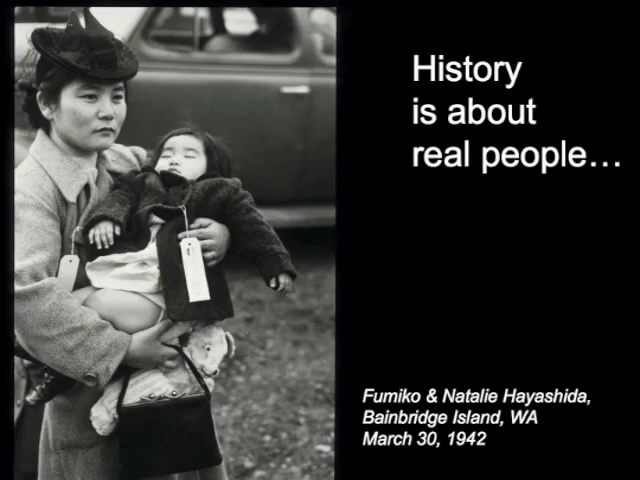 History
is about
real people…
Fumiko & Natalie Hayashida,
Bainbridge Island, WA
March 30, 1942